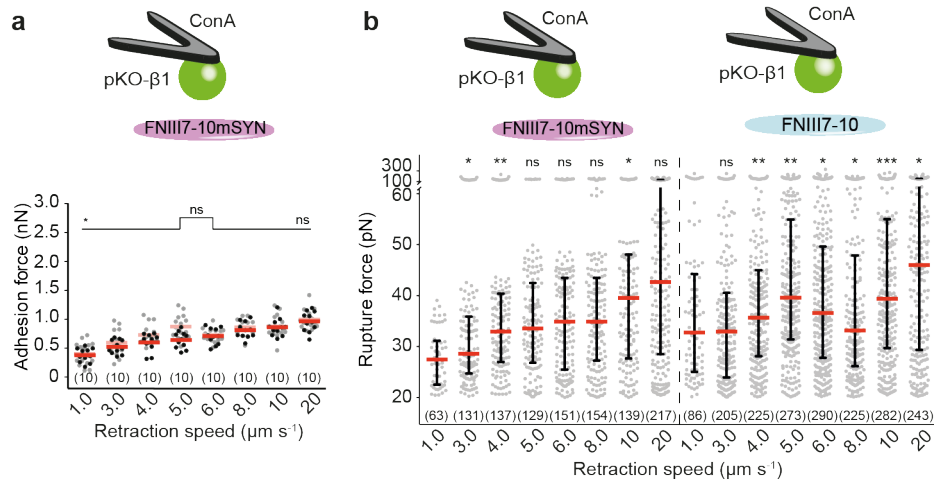 a
ConA
pKO-β1
FNIII7-10mSYN
Adhesion force (nN)
3.0
2.5
2.0
1.5
1.0
0.5
0
* ns ns
(10) (10) (10) (10) (10) (10) (10) (10)
1.0 3.0 4.0 5.0 6.0 8.0 10 20
Retraction speed (µm s⁻¹)
b
ConA
pKO-β1
FNIII7-10mSYN
ConA
pKO-β1
FNIII7-10
Rupture force (pN)
300
100
60
50
40
30
20
* ** ns ns ns * ns ns ** ** * * *** *
(63) (131) (137) (129) (151) (154) (139) (217) (86) (205) (225) (273) (290) (225) (282) (243)
1.0 3.0 4.0 5.0 6.0 8.0 10 20 1.0 3.0 4.0 5.0 6.0 8.0 10 20
Retraction speed (µm s⁻¹)